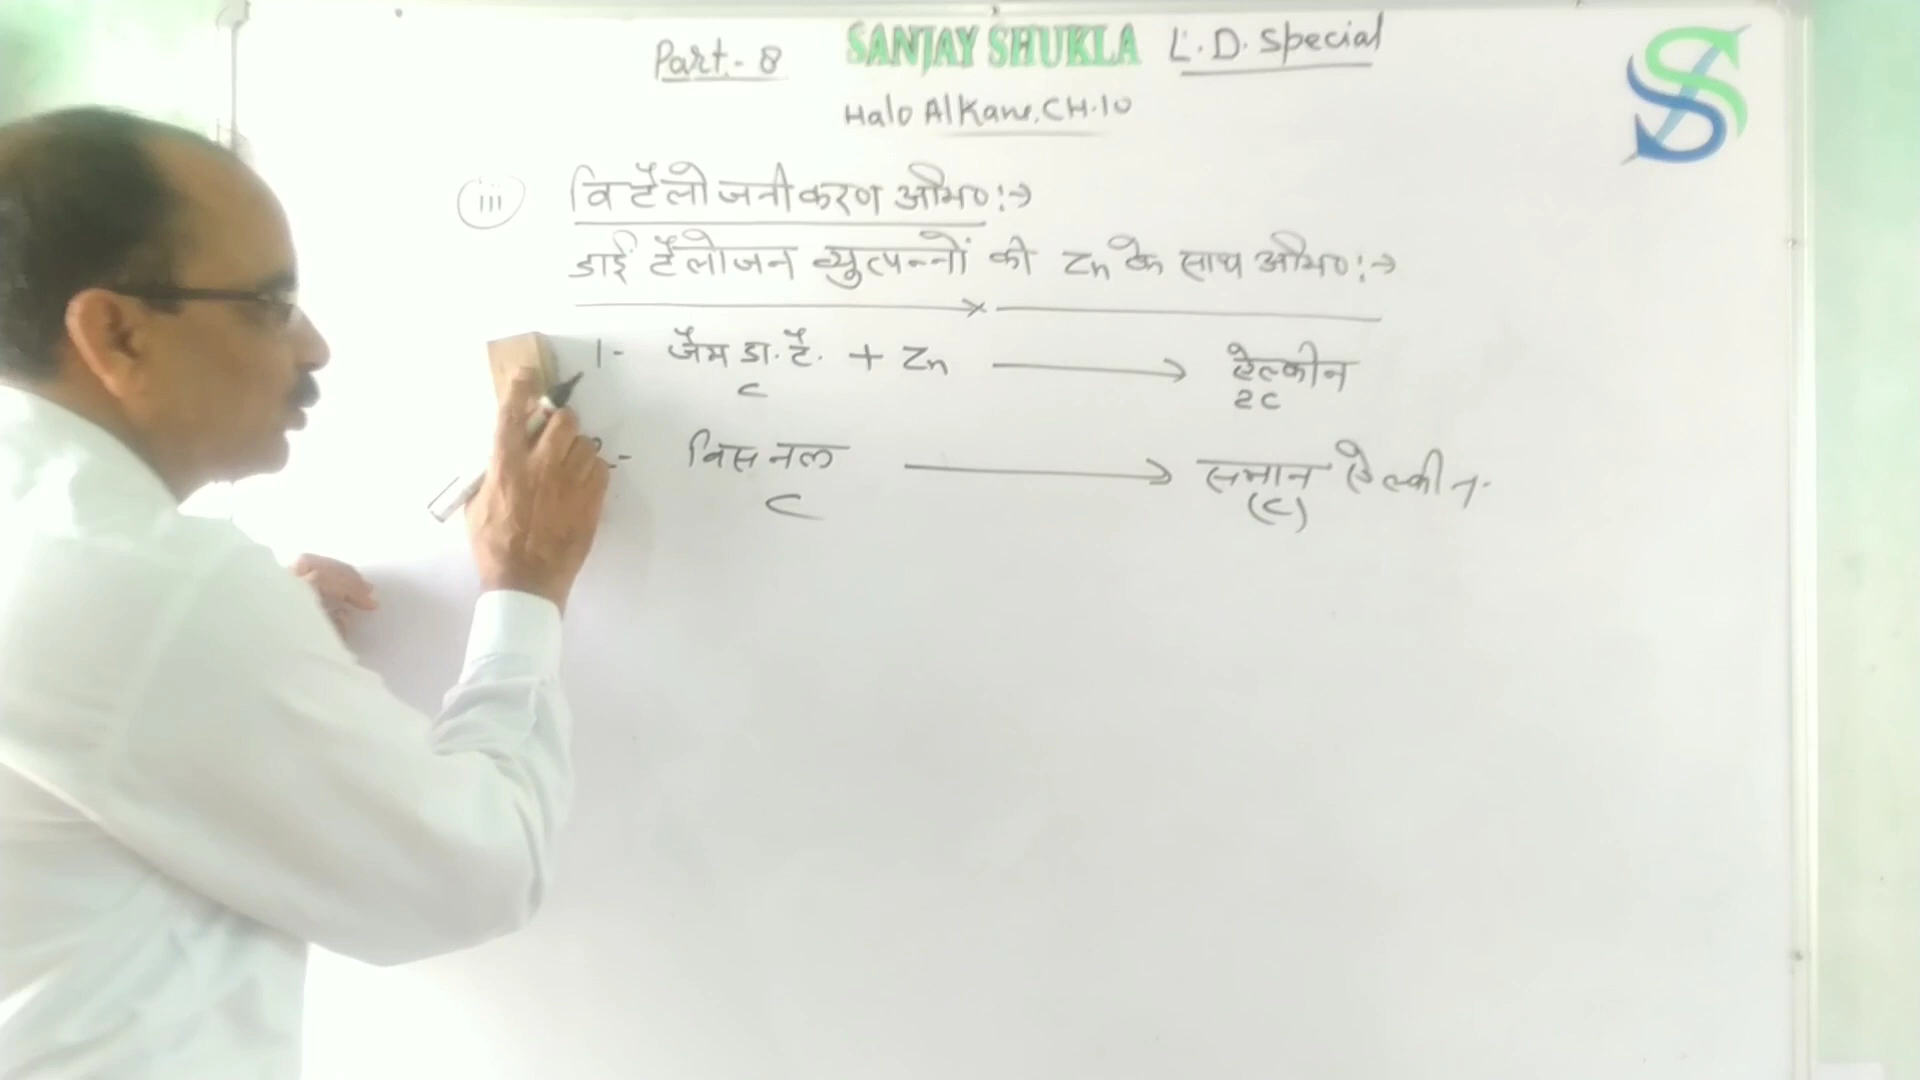 Part.- 8 SANJAY SHUKLA L.D. Special
Halo Alkane, CH.10
iii विहैलोजनीकरण अभि० :→
डाई हैलोजन व्युत्पन्नों की Zn के साथ अभि० :→
1- जैम डा. है. + Zn ⟶ ऐल्कीन
C 2C
2- विसनल ⟶ समान ऐल्कीन
C (C)